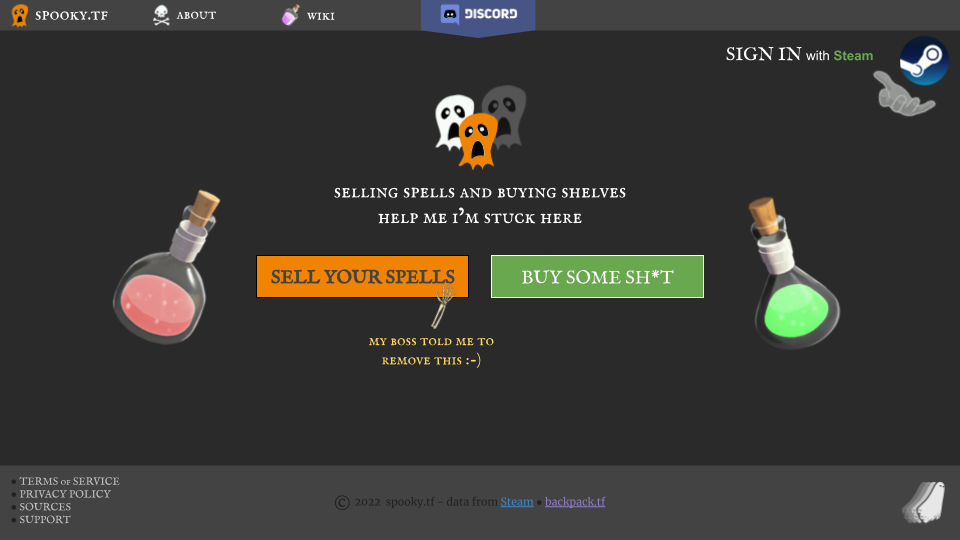 SPOOKY.TF
ABOUT
WIKI
DISCORD
SIGN IN with Steam
SELLING SPELLS AND BUYING SHELVES
HELP ME I'M STUCK HERE
SELL YOUR SPELLS
BUY SOME SH*T
MY BOSS TOLD ME TO
REMOVE THIS :-)
• TERMS OF SERVICE
• PRIVACY POLICY
• SOURCES
• SUPPORT
© 2022 spooky.tf - data from Steam • backpack.tf